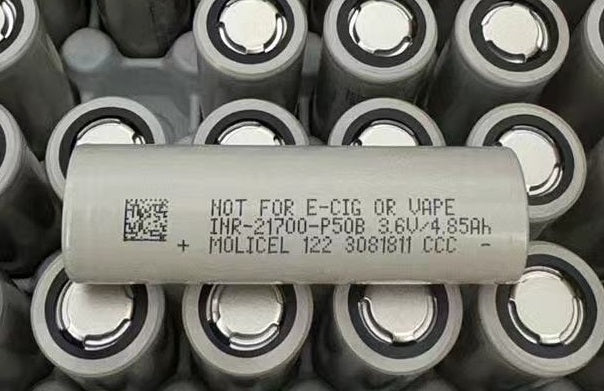 NOT FOR E-CIG OR VAPE
INR-21700-P50B 3.6V/4.85Ah
+ MOLICEL 122 3081811 CCC -